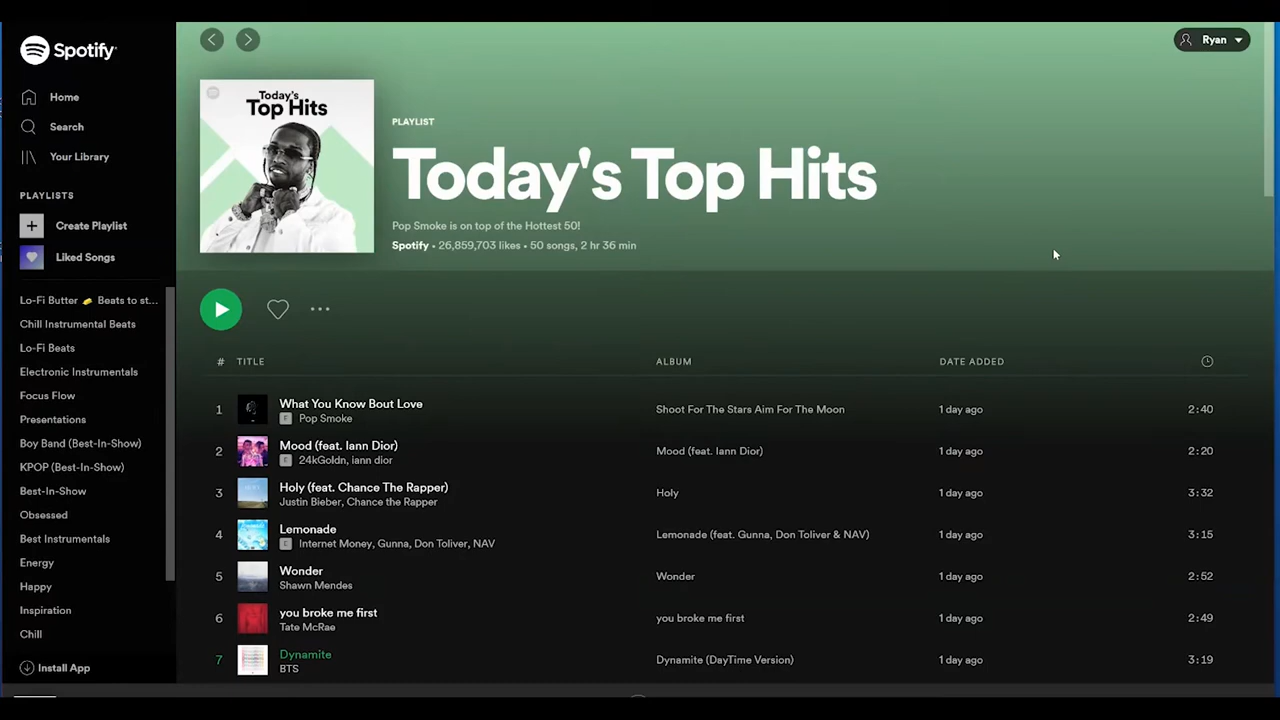 Spotify
Home
Search
Your Library
PLAYLISTS
Create Playlist
Liked Songs
Lo-Fi Butter 🧈 Beats to st...
Chill Instrumental Beats
Lo-Fi Beats
Electronic Instrumentals
Focus Flow
Presentations
Boy Band (Best-In-Show)
KPOP (Best-In-Show)
Best-In-Show
Obsessed
Best Instrumentals
Energy
Happy
Inspiration
Chill
Install App
Ryan
Today's
Top Hits
PLAYLIST
Today's Top Hits
Pop Smoke is on top of the Hottest 50!
Spotify • 26,859,703 likes • 50 songs, 2 hr 36 min
# TITLE ALBUM DATE ADDED
1 What You Know Bout Love Shoot For The Stars Aim For The Moon 1 day ago 2:40
E Pop Smoke
2 Mood (feat. Iann Dior) Mood (feat. Iann Dior) 1 day ago 2:20
E 24kGoldn, iann dior
3 Holy (feat. Chance The Rapper) Holy 1 day ago 3:32
Justin Bieber, Chance the Rapper
4 Lemonade Lemonade (feat. Gunna, Don Toliver & NAV) 1 day ago 3:15
E Internet Money, Gunna, Don Toliver, NAV
5 Wonder Wonder 1 day ago 2:52
Shawn Mendes
6 you broke me first you broke me first 1 day ago 2:49
Tate McRae
7 Dynamite Dynamite (DayTime Version) 1 day ago 3:19
BTS